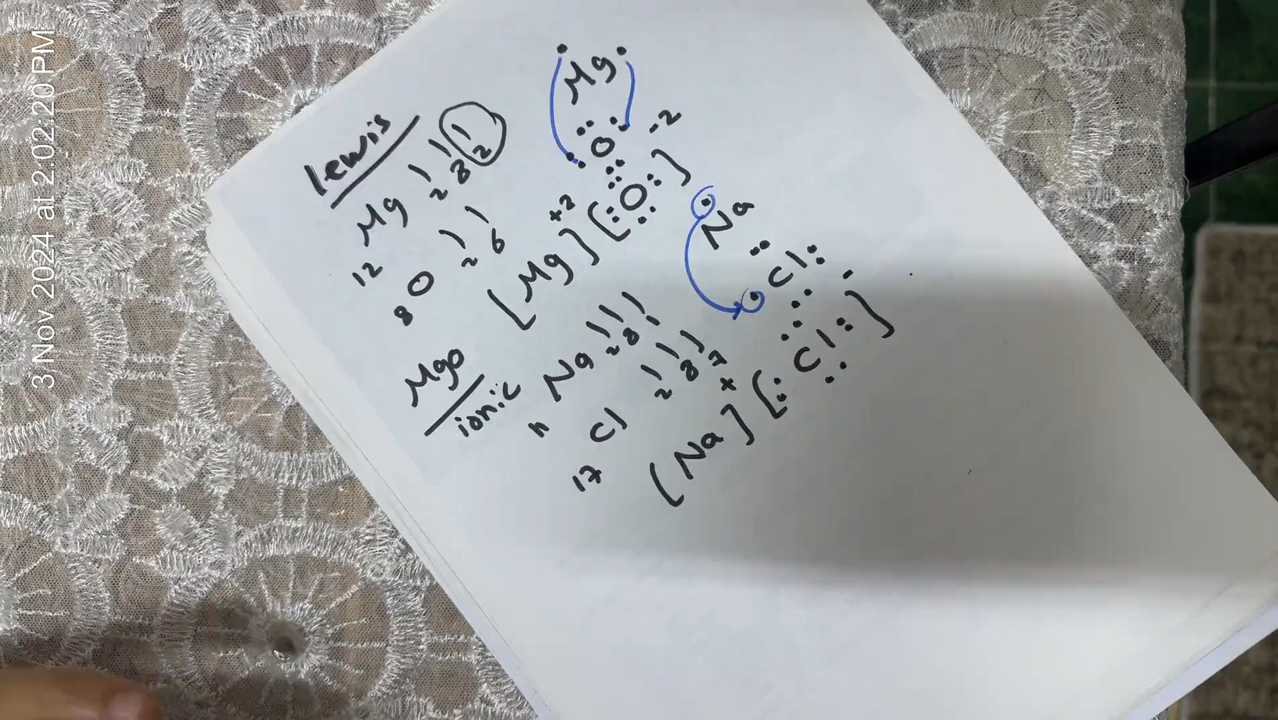 3 Nov 2024 at 2:02:20 PM
lewis
Mg
12 Mg 2 8 2
O
8 O 2 6
[Mg]+2 [O]-2
Mgo
ionic
Na
11 Na 2 8 1
Cl
17 Cl 2 8 7
[Na]+ [Cl]-